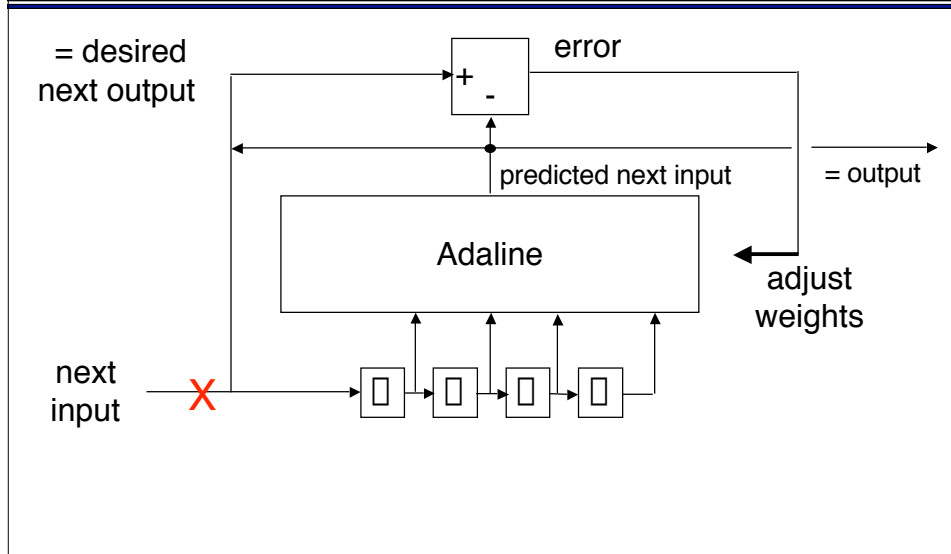 = desired
next output
error
+
-
predicted next input
= output
Adaline
adjust
weights
next
input
X